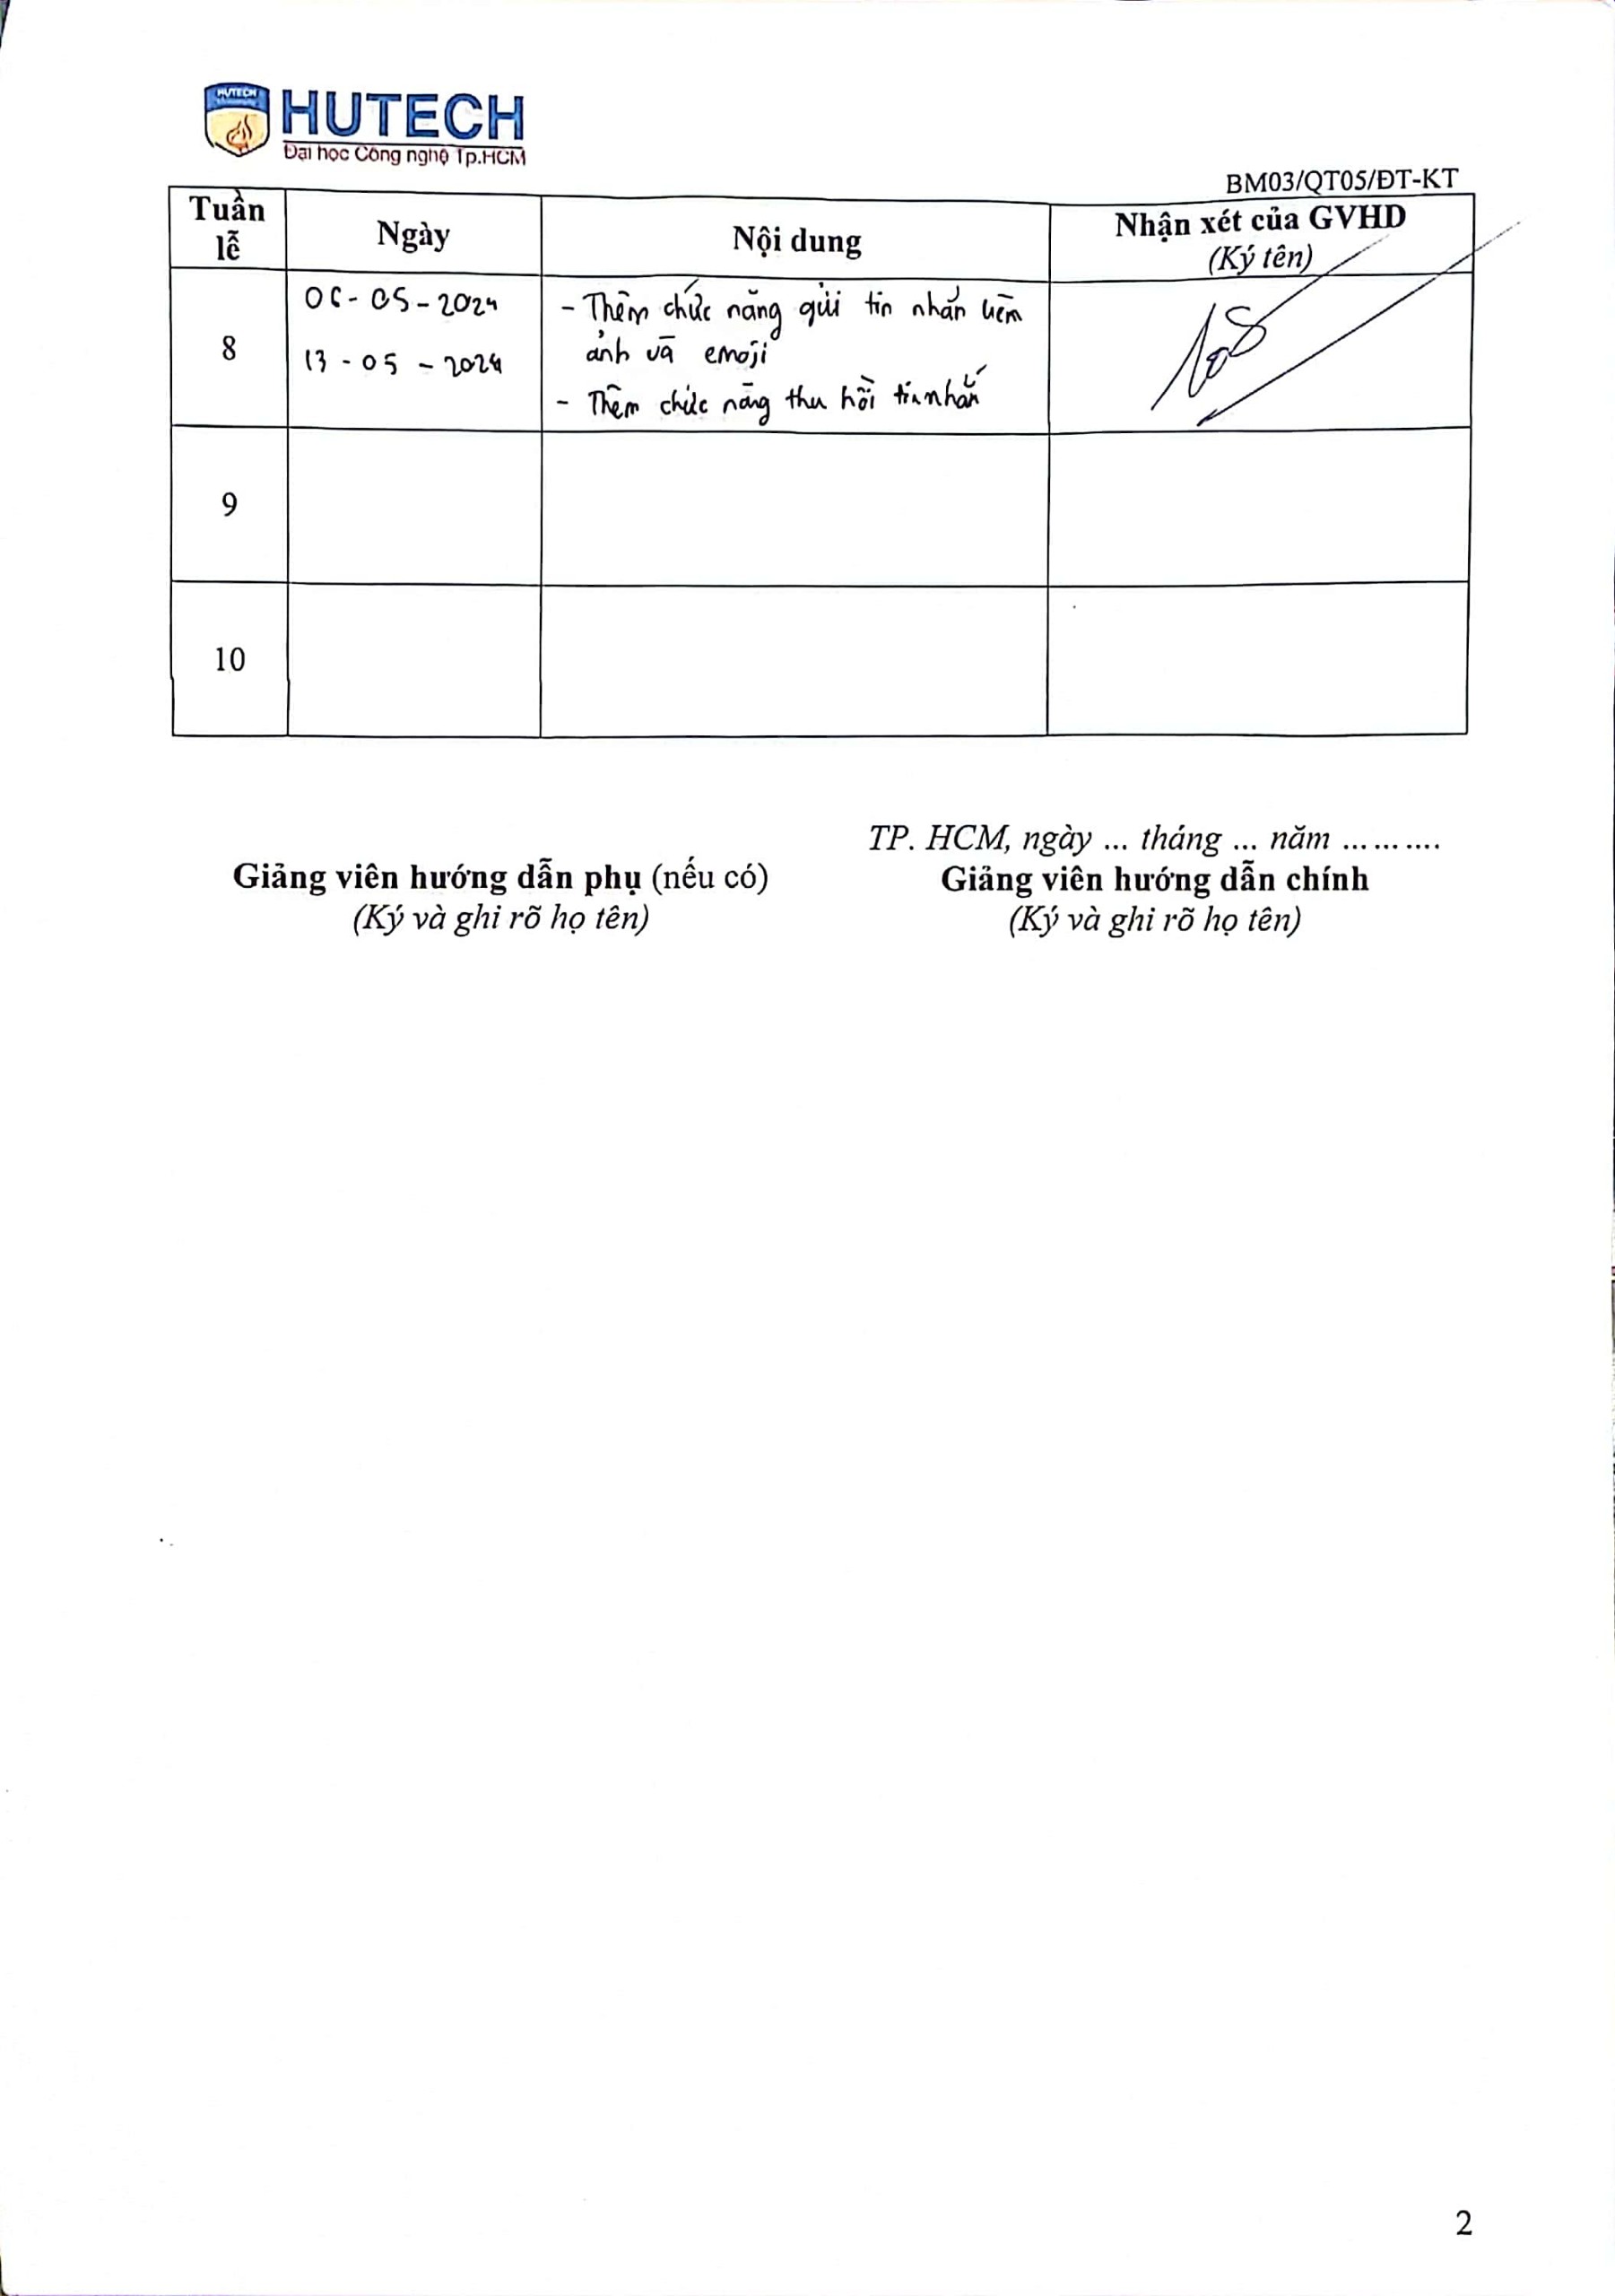 HUTECH
University
HUTECH
Đại học Công nghệ Tp.HCM
BM03/QT05/ĐT-KT
Tuần
lễ
Ngày
Nội dung
Nhận xét của GVHD
(Ký tên)
8
06-05-2024
13-05-2024
- Thêm chức năng gửi tin nhắn kèm
ảnh và emoji
- Thêm chức năng thu hồi tin nhắn
9
10
TP. HCM, ngày ... tháng ... năm ..........
Giảng viên hướng dẫn phụ (nếu có)
(Ký và ghi rõ họ tên)
Giảng viên hướng dẫn chính
(Ký và ghi rõ họ tên)
2